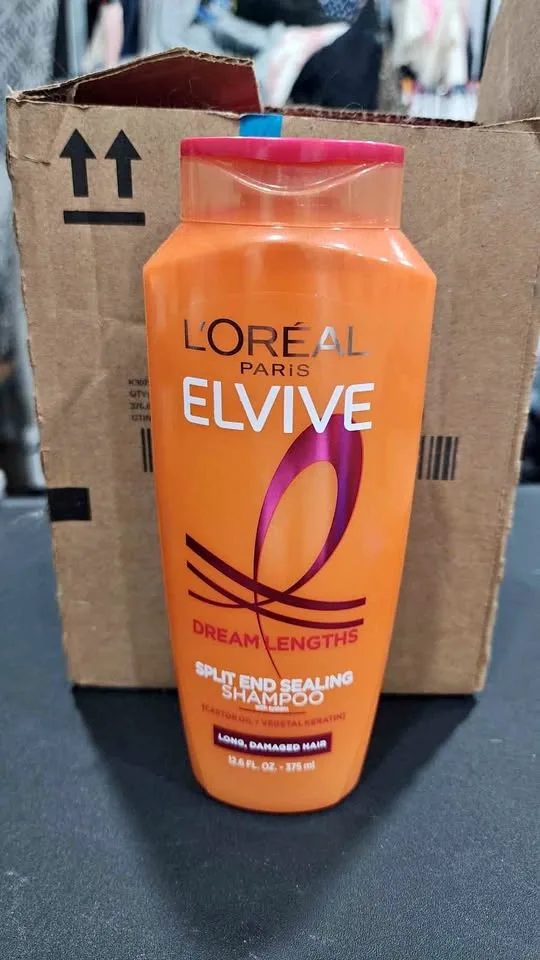 L'ORÉAL
PARIS
ELVIVE
DREAM LENGTHS
SPLIT END SEALING
SHAMPOO
[CASTOR OIL + VEGETAL KERATIN]
LONG, DAMAGED HAIR
12.6 FL. OZ. - 375 ml